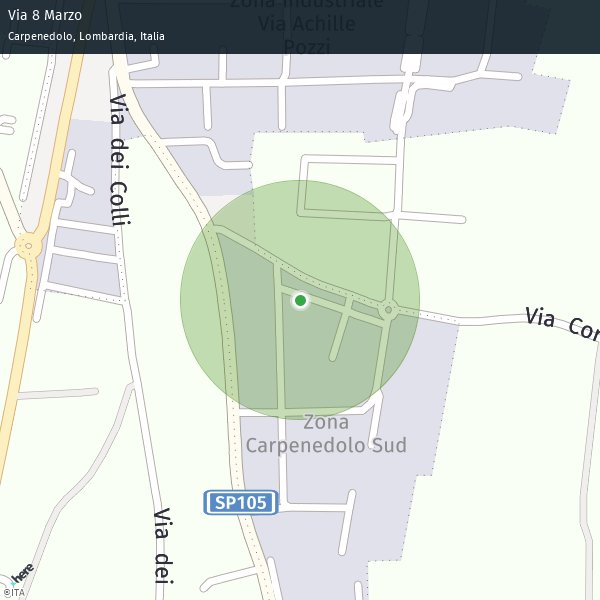 Via 8 Marzo
Carpenedolo, Lombardia, Italia
Zona Industriale
Via Achille
Pozzi
Via dei Colli
Via Con
Zona
Carpenedolo Sud
SP105
Via dei
here
©ITA